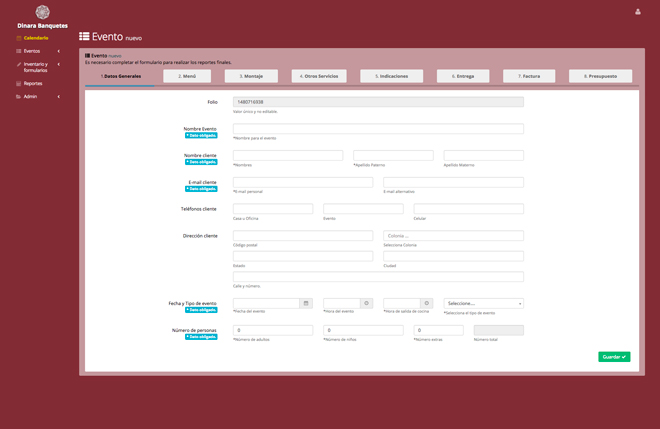 Dinara Banquetes
Calendario
Eventos
Inventario y
formularios
Reportes
Admin
Evento nuevo
Evento nuevo
Es necesario completar el formulario para realizar los reportes finales.
1. Datos Generales
2. Menú
3. Montaje
4. Otros Servicios
5. Indicaciones
6. Entrega
7. Factura
8. Presupuesto
Folio
1480716938
Valor único y no editable
Nombre Evento
* Dato obligado.
*Nombre para el evento
Nombre cliente
* Dato obligado.
*Nombres
*Apellido Paterno
Apellido Materno
E-mail cliente
* Dato obligado.
*E-mail personal
E-mail alternativo
Teléfonos cliente
Casa u Oficina
Evento
Celular
Dirección cliente
Colonia ...
Código postal
Selecciona Colonia
Estado
Ciudad
Calle y número.
Fecha y Tipo de evento
* Dato obligado.
Seleccione....
*Fecha del evento
*Hora del evento
*Hora de salida de cocina
*Selecciona el tipo de evento
Número de personas
* Dato obligado.
0
0
0
*Número de adultos
*Número de niños
*Número extras
Número total
Guardar